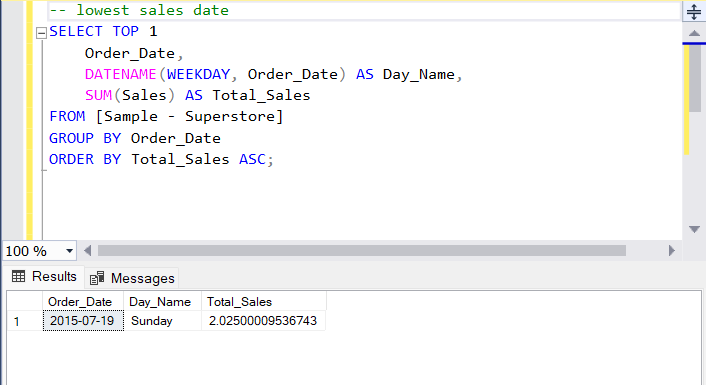 -- lowest sales date
SELECT TOP 1
Order_Date,
DATENAME(WEEKDAY, Order_Date) AS Day_Name,
SUM(Sales) AS Total_Sales
FROM [Sample - Superstore]
GROUP BY Order_Date
ORDER BY Total_Sales ASC;
100 %
Results Messages
Order_Date Day_Name Total_Sales
1 2015-07-19 Sunday 2.02500009536743